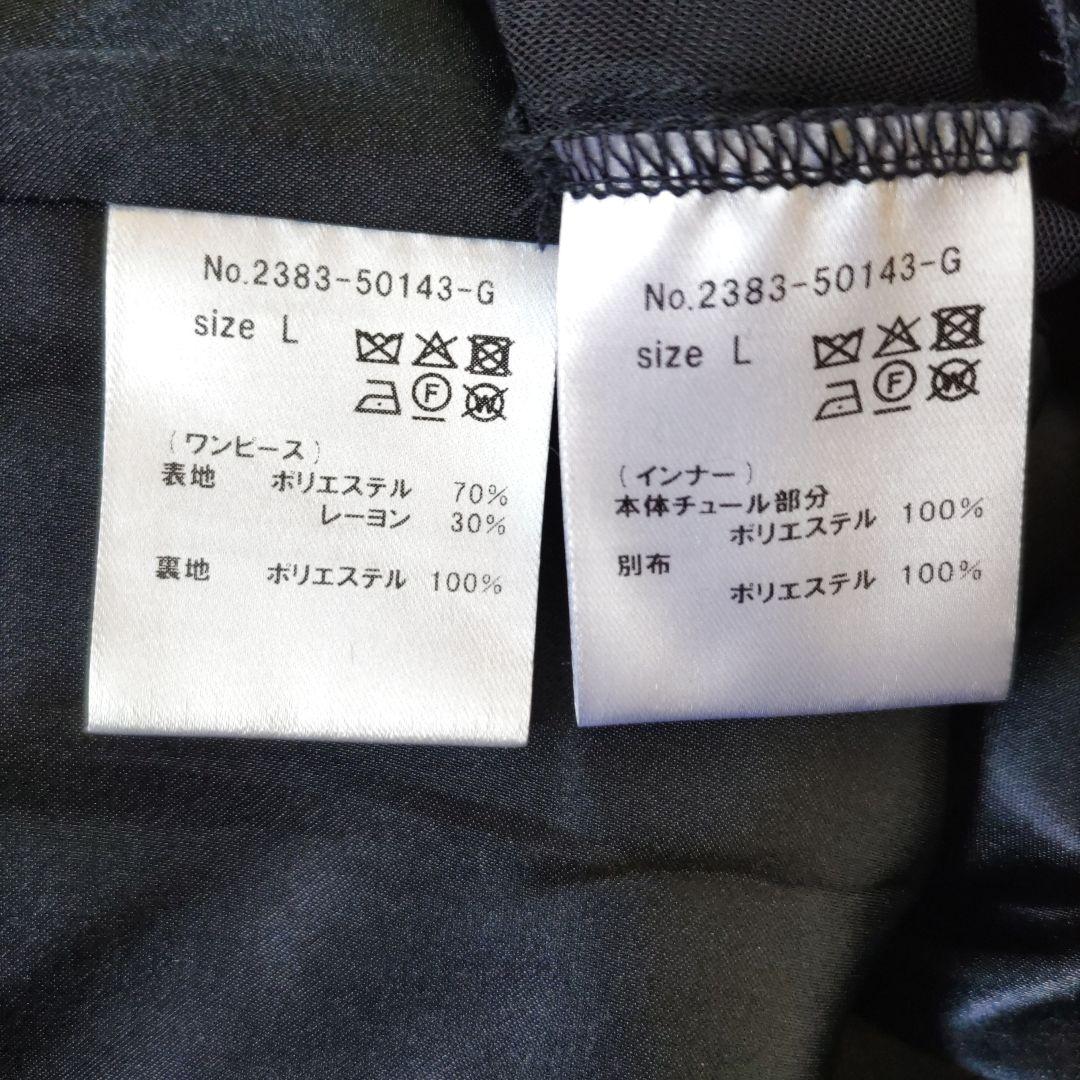 No.2383-50143-G
size L
F
W
(ワンピース)
表地 ポリエステル 70%
レーヨン 30%
裏地 ポリエステル 100%
No.2383-50143-G
size L
F
W
(インナー)
本体チュール部分
ポリエステル 100%
別布
ポリエステル 100%